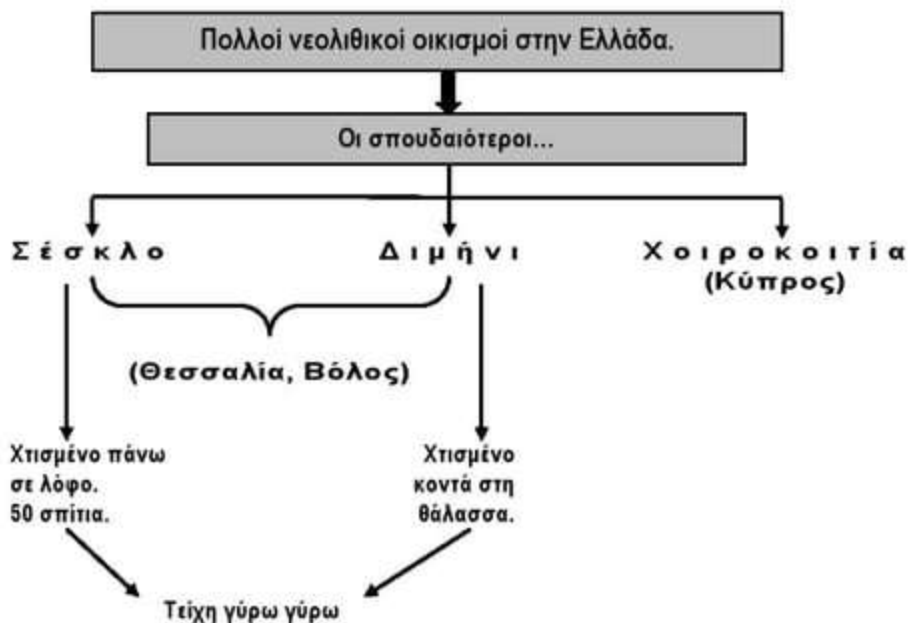 Πολλοί νεολιθικοί οικισμοί στην Ελλάδα.
Οι σπουδαιότεροι...
Σέσκλο
Διμήνι
Χοιροκοιτία
(Κύπρος)
(Θεσσαλία, Βόλος)
Χτισμένο πάνω
σε λόφο.
50 σπίτια.
Χτισμένο
κοντά στη
θάλασσα.
Τείχη γύρω γύρω